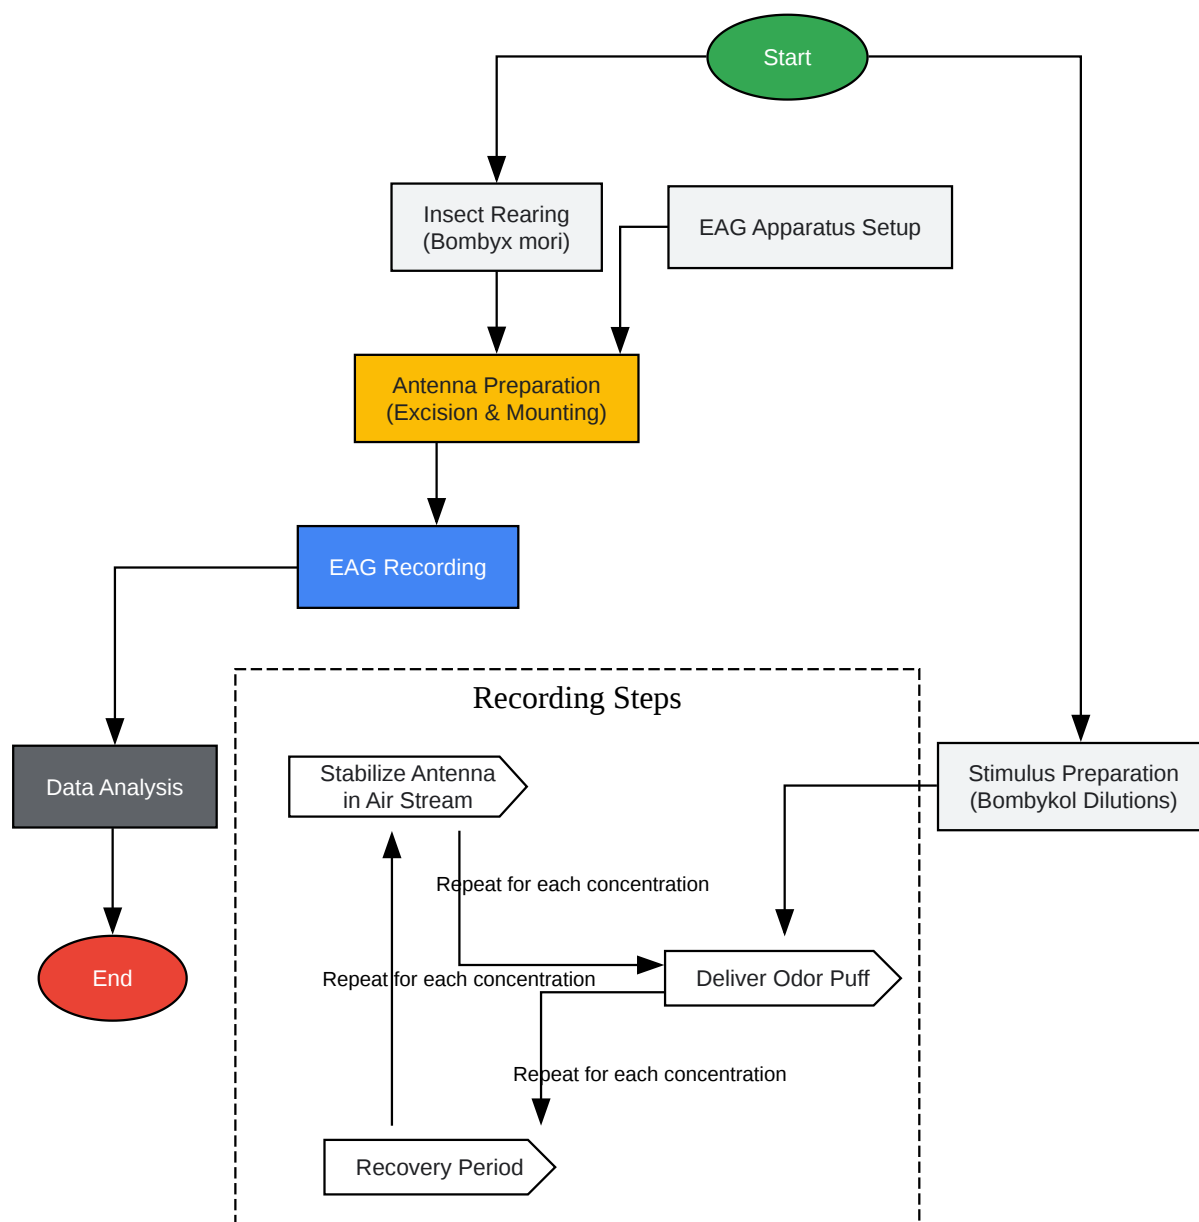 Start
Insect Rearing
(Bombyx mori)
EAG Apparatus Setup
Antenna Preparation
(Excision & Mounting)
EAG Recording
Recording Steps
Data Analysis
Stabilize Antenna
in Air Stream
Stimulus Preparation
(Bombykol Dilutions)
Repeat for each concentration
End
Repeat for each concentration
Deliver Odor Puff
Repeat for each concentration
Recovery Period